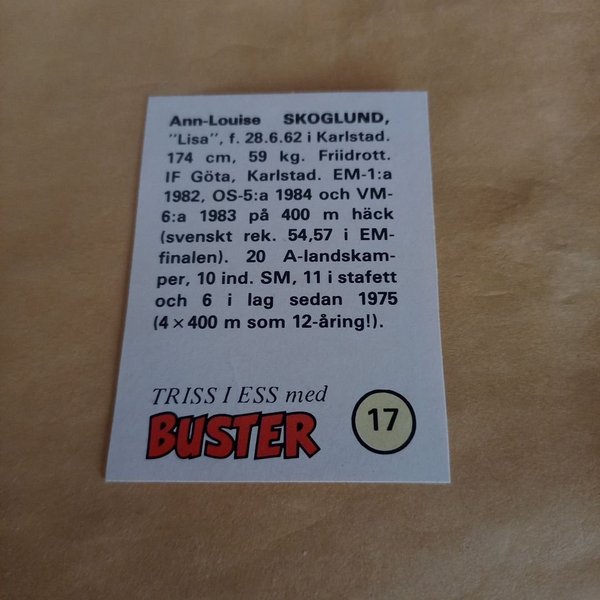 Ann-Louise SKOGLUND,
"Lisa", f. 28.6.62 i Karlstad.
174 cm, 59 kg. Friidrott.
IF Göta, Karlstad. EM-1:a
1982, OS-5:a 1984 och VM-
6:a 1983 på 400 m häck
(svenskt rek. 54,57 i EM-
finalen). 20 A-landskam-
per, 10 ind. SM, 11 i stafett
och 6 i lag sedan 1975
(4 × 400 m som 12-åring!).
TRISS I ESS med
BUSTER
17